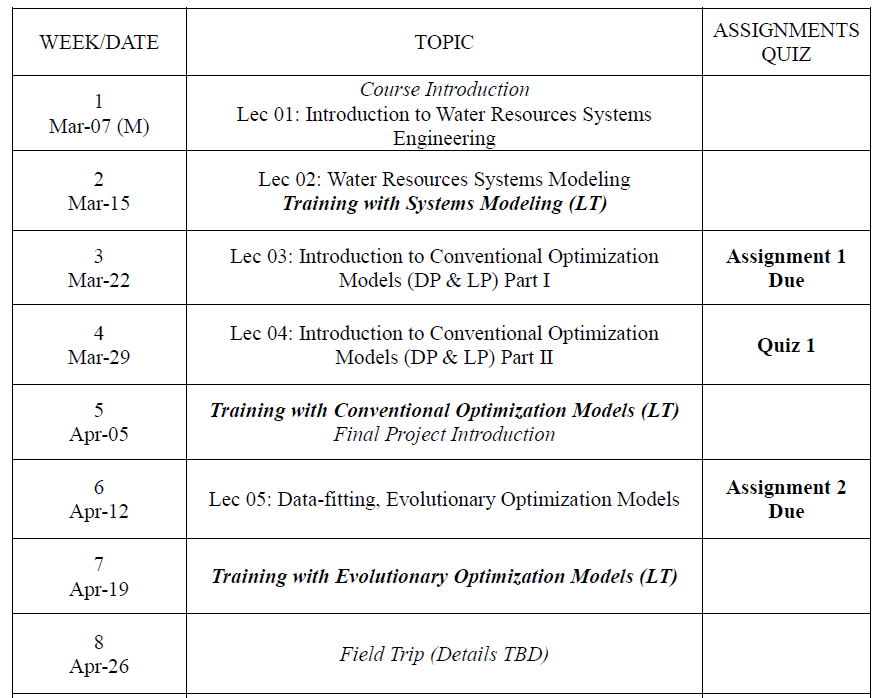 WEEK/DATE
TOPIC
ASSIGNMENTS
QUIZ
1
Mar-07 (M)
Course Introduction
Lec 01: Introduction to Water Resources Systems
Engineering
2
Mar-15
Lec 02: Water Resources Systems Modeling
Training with Systems Modeling (LT)
3
Mar-22
Lec 03: Introduction to Conventional Optimization
Models (DP & LP) Part I
Assignment 1
Due
4
Mar-29
Lec 04: Introduction to Conventional Optimization
Models (DP & LP) Part II
Quiz 1
5
Apr-05
Training with Conventional Optimization Models (LT)
Final Project Introduction
6
Apr-12
Lec 05: Data-fitting, Evolutionary Optimization Models
Assignment 2
Due
7
Apr-19
Training with Evolutionary Optimization Models (LT)
8
Apr-26
Field Trip (Details TBD)